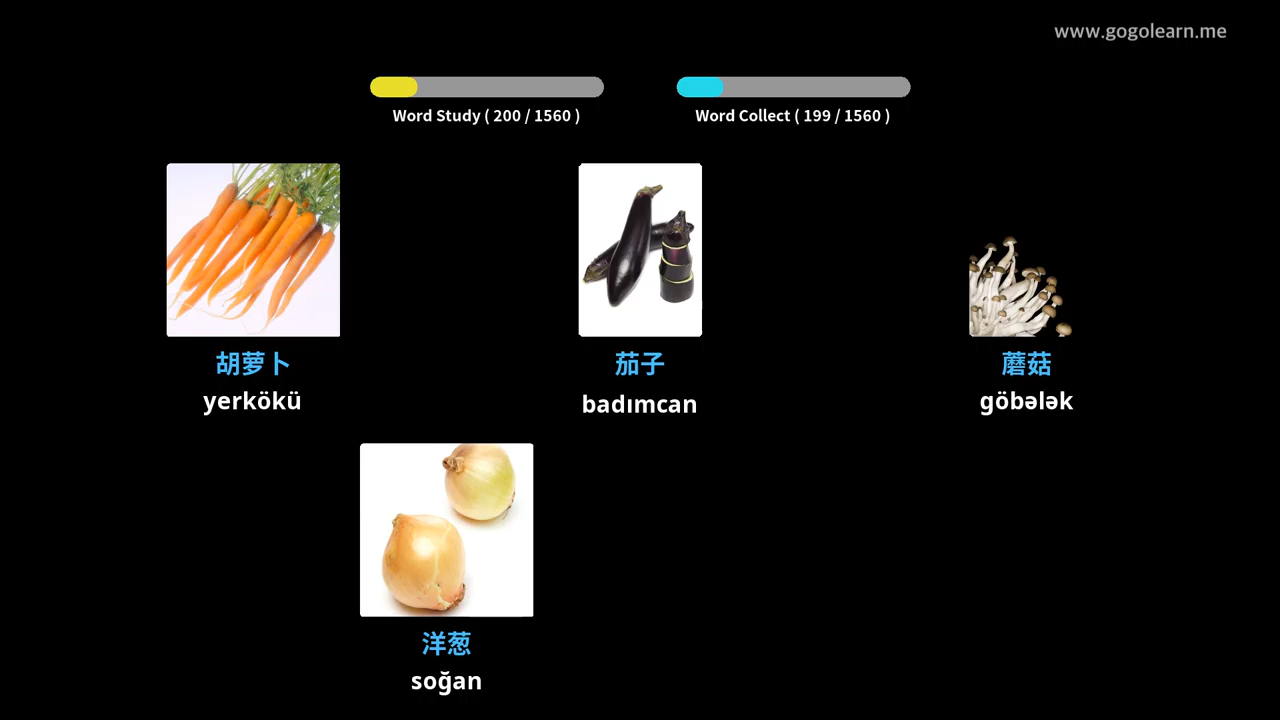 www.gogolearn.me
Word Study ( 200 / 1560 )
Word Collect ( 199 / 1560 )
胡萝卜
yerkökü
茄子
badımcan
蘑菇
göbələk
洋葱
soğan